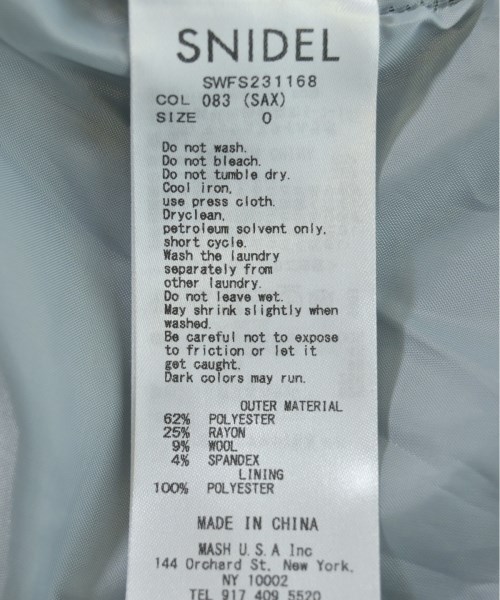 SNIDEL
SWFS231168
COL 083 (SAX)
SIZE 0
Do not wash.
Do not bleach.
Do not tumble dry.
Cool iron,
use press cloth.
Dryclean,
petroleum solvent only,
short cycle.
Wash the laundry
separately from
other laundry.
Do not leave wet.
May shrink slightly when
washed.
Be careful not to expose
to friction or let it
get caught.
Dark colors may run.
OUTER MATERIAL
62% POLYESTER
25% RAYON
9% WOOL
4% SPANDEX
LINING
100% POLYESTER
MADE IN CHINA
MASH U.S.A Inc
144 Orchard St. New York,
NY 10002
TEL 917 409 5520